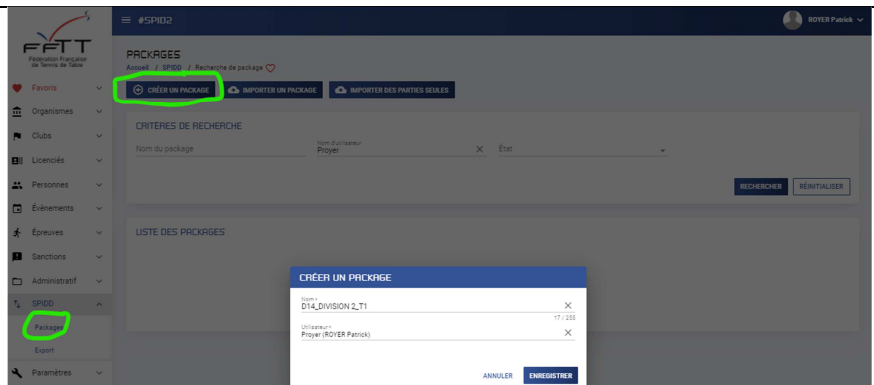 FFTT
Fédération Française
de Tennis de Table
Favoris
Organismes
Clubs
Licenciés
Personnes
Évènements
Épreuves
Sanctions
Administratif
SPIDD
Packages
Export
Paramètres
#SPID2
ROYER Patrick
PACKAGES
Accueil / SPIDD / Recherche de package
CRÉER UN PACKAGE
IMPORTER UN PACKAGE
IMPORTER DES PARTIES SEULES
CRITÈRES DE RECHERCHE
Nom du package
Nom d'utilisateur
Proyer
État
RECHERCHER
RÉINITIALISER
LISTE DES PACKAGES
CRÉER UN PACKAGE
Nom *
D14_DIVISION 2_T1
17 / 255
Utilisateur *
Proyer (ROYER Patrick)
ANNULER
ENREGISTRER